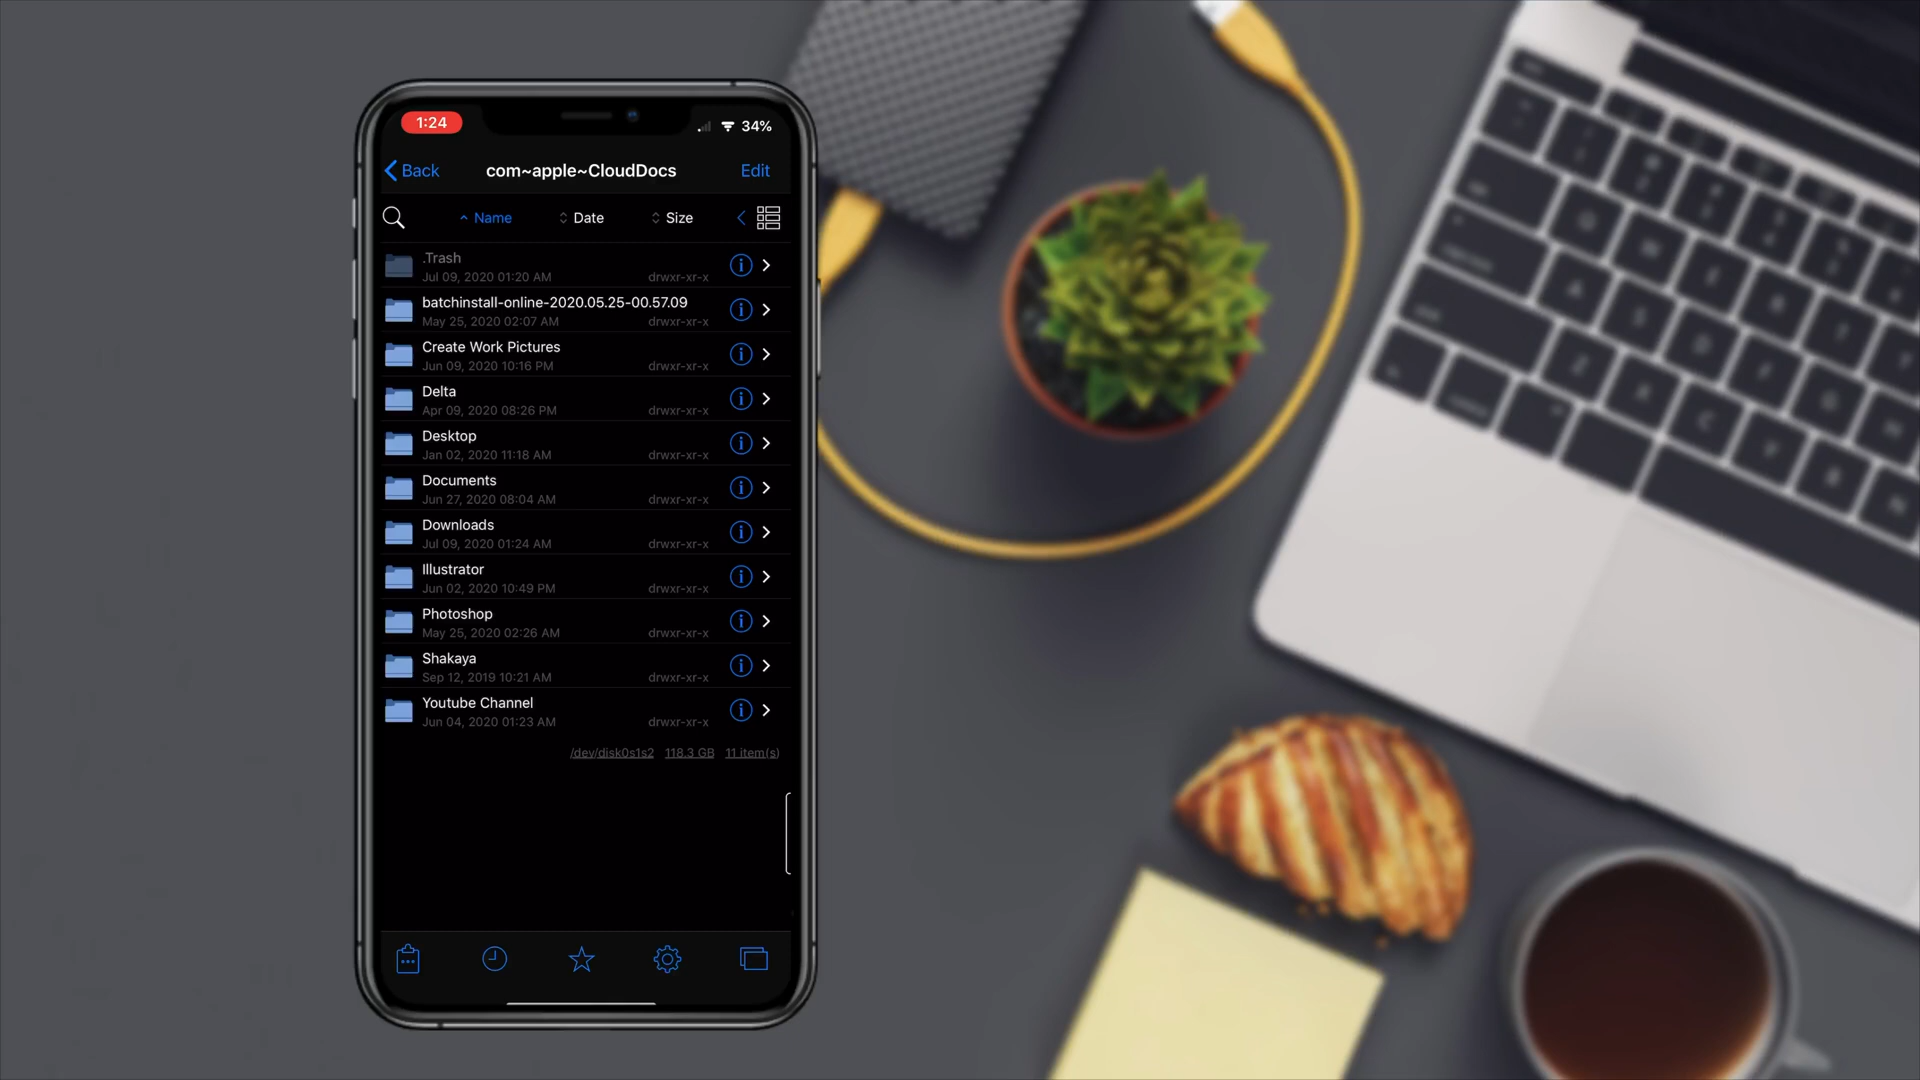 1:24
34%
Back
com~apple~CloudDocs
Edit
Name
Date
Size
.Trash
Jul 09, 2020 01:20 AM
drwxr-xr-x
batchinstall-online-2020.05.25-00.57.09
May 25, 2020 02:07 AM
drwxr-xr-x
Create Work Pictures
Jun 09, 2020 10:16 PM
drwxr-xr-x
Delta
Apr 09, 2020 08:26 PM
drwxr-xr-x
Desktop
Jan 02, 2020 11:18 AM
drwxr-xr-x
Documents
Jun 27, 2020 08:04 AM
drwxr-xr-x
Downloads
Jul 09, 2020 01:24 AM
drwxr-xr-x
Illustrator
Jun 02, 2020 10:49 PM
drwxr-xr-x
Photoshop
May 25, 2020 02:26 AM
drwxr-xr-x
Shakaya
Sep 12, 2019 10:21 AM
drwxr-xr-x
Youtube Channel
Jun 04, 2020 01:23 AM
drwxr-xr-x
/dev/disk0s1s2 118.3 GB 11 item(s)